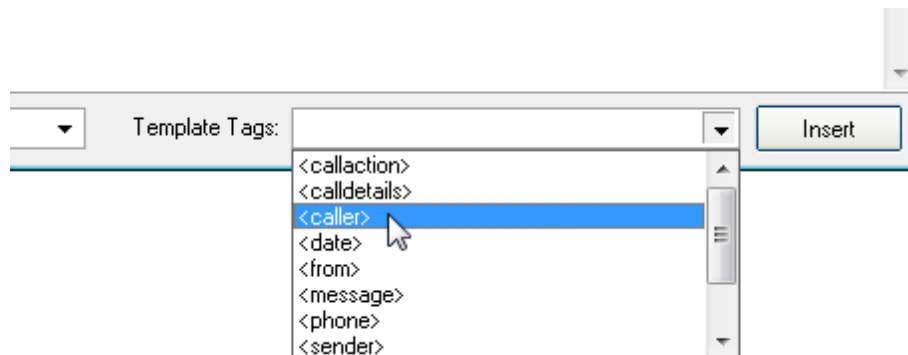 Template Tags: Insert
<callaction>
<calldetails>
<caller>
<date>
<from>
<message>
<phone>
<sender>